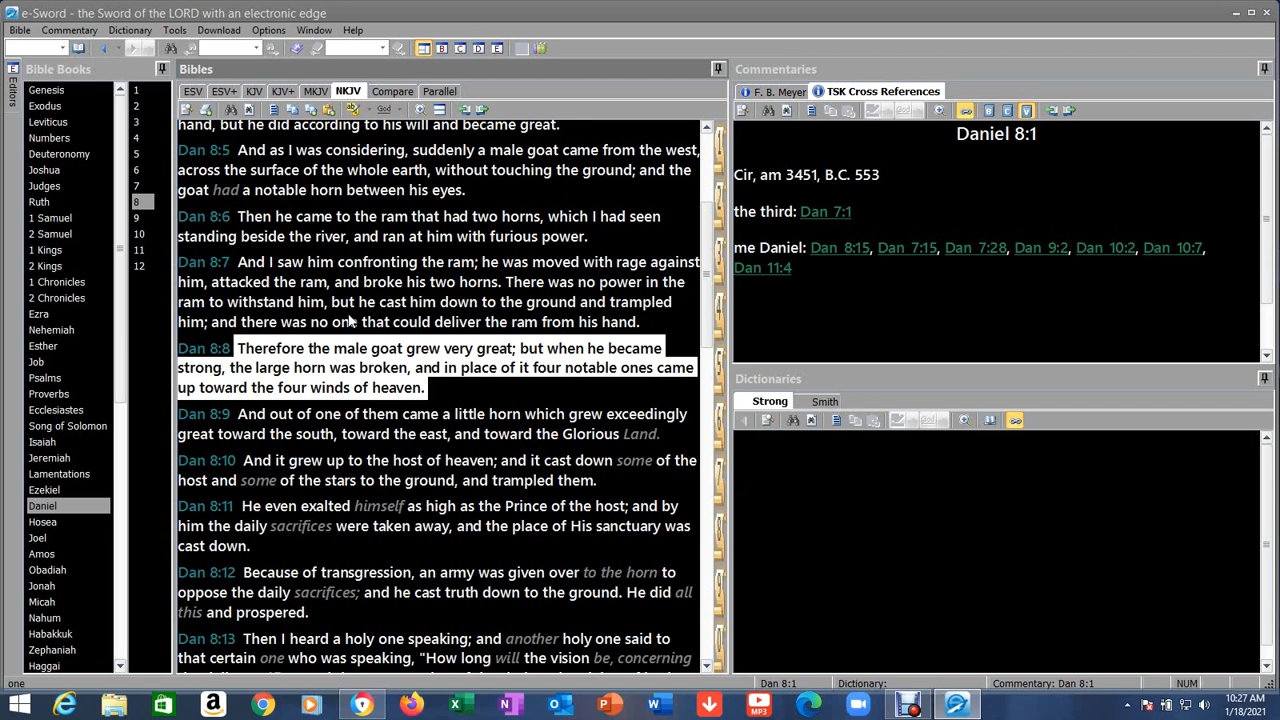 e-Sword - the Sword of the LORD with an electronic edge
Bible Commentary Dictionary Tools Download Options Window Help
B C D E
Editors
Bible Books
Genesis
Exodus
Leviticus
Numbers
Deuteronomy
Joshua
Judges
Ruth
1 Samuel
2 Samuel
1 Kings
2 Kings
1 Chronicles
2 Chronicles
Ezra
Nehemiah
Esther
Job
Psalms
Proverbs
Ecclesiastes
Song of Solomon
Isaiah
Jeremiah
Lamentations
Ezekiel
Daniel
Hosea
Joel
Amos
Obadiah
Jonah
Micah
Nahum
Habakkuk
Zephaniah
Haggai
1
2
3
4
5
6
7
8
9
10
11
12
Bibles
ESV ESV+ KJV KJV+ MKJV NKJV Compare Parallel
God
hand, but he did according to his will and became great.
Dan 8:5 And as I was considering, suddenly a male goat came from the west,
across the surface of the whole earth, without touching the ground; and the
goat had a notable horn between his eyes.
Dan 8:6 Then he came to the ram that had two horns, which I had seen
standing beside the river, and ran at him with furious power.
Dan 8:7 And I saw him confronting the ram; he was moved with rage against
him, attacked the ram, and broke his two horns. There was no power in the
ram to withstand him, but he cast him down to the ground and trampled
him; and there was no one that could deliver the ram from his hand.
Dan 8:8 Therefore the male goat grew very great; but when he became
strong, the large horn was broken, and in place of it four notable ones came
up toward the four winds of heaven.
Dan 8:9 And out of one of them came a little horn which grew exceedingly
great toward the south, toward the east, and toward the Glorious Land.
Dan 8:10 And it grew up to the host of heaven; and it cast down some of the
host and some of the stars to the ground, and trampled them.
Dan 8:11 He even exalted himself as high as the Prince of the host; and by
him the daily sacrifices were taken away, and the place of His sanctuary was
cast down.
Dan 8:12 Because of transgression, an army was given over to the horn to
oppose the daily sacrifices; and he cast truth down to the ground. He did all
this and prospered.
Dan 8:13 Then I heard a holy one speaking; and another holy one said to
that certain one who was speaking, "How long will the vision be, concerning
Commentaries
F. B. Meyer TSK Cross References
God B C V
Daniel 8:1
Cir, am 3451, B.C. 553
the third: Dan 7:1
me Daniel: Dan 8:15, Dan 7:15, Dan 7:28, Dan 9:2, Dan 10:2, Dan 10:7,
Dan 11:4
Dictionaries
Strong Smith
God
one
Dan 8:1 Dictionary: Commentary: Dan 8:1 NUM
MP3
10:27 AM
1/18/2021